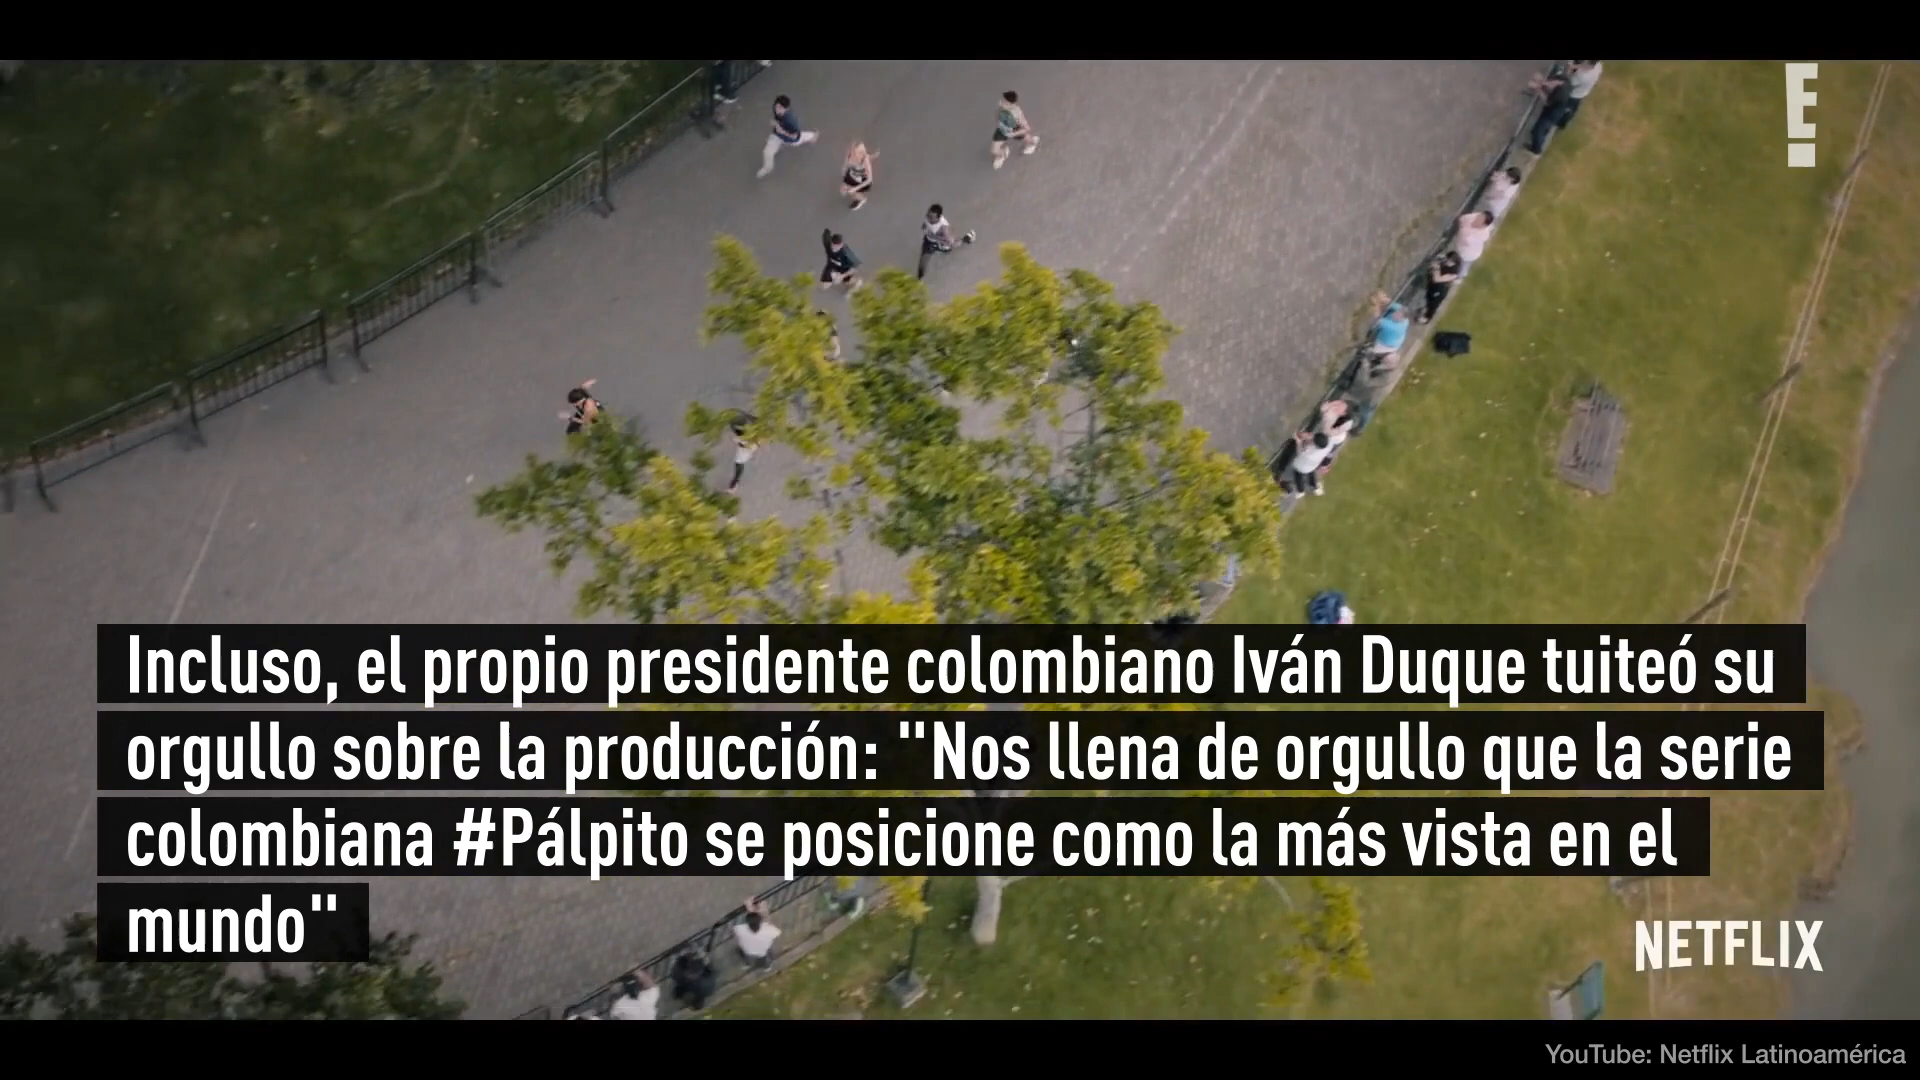 E!
Incluso, el propio presidente colombiano Iván Duque tuiteó su
orgullo sobre la producción: "Nos llena de orgullo que la serie
colombiana #Pálpito se posicione como la más vista en el
mundo"
NETFLIX
YouTube: Netflix Latinoamérica